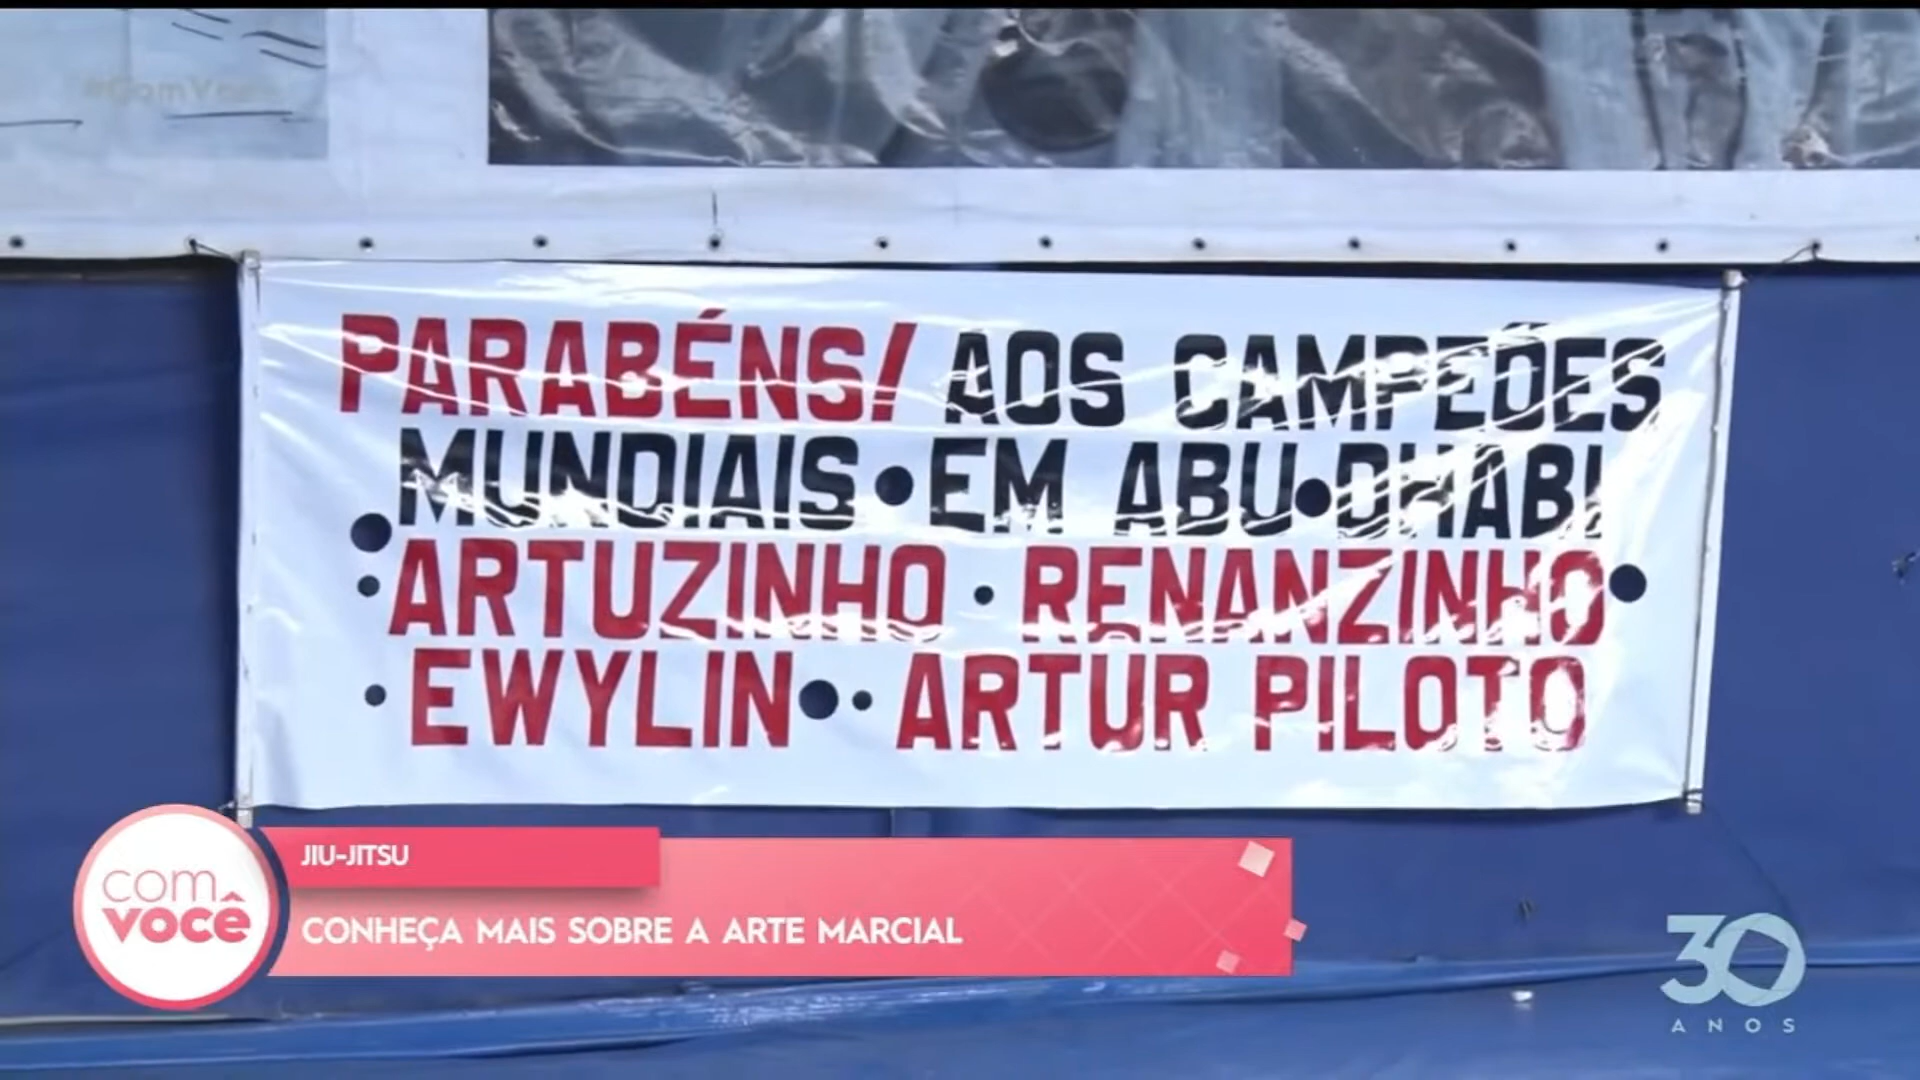 #ComVocê
PARABÉNS! AOS CAMPEÕES
MUNDIAIS • EM ABU•DHABI
•ARTUZINHO • RENANZINHO
•EWYLIN • ARTUR PILOTO
JIU-JITSU
com
você
CONHEÇA MAIS SOBRE A ARTE MARCIAL
30
ANOS